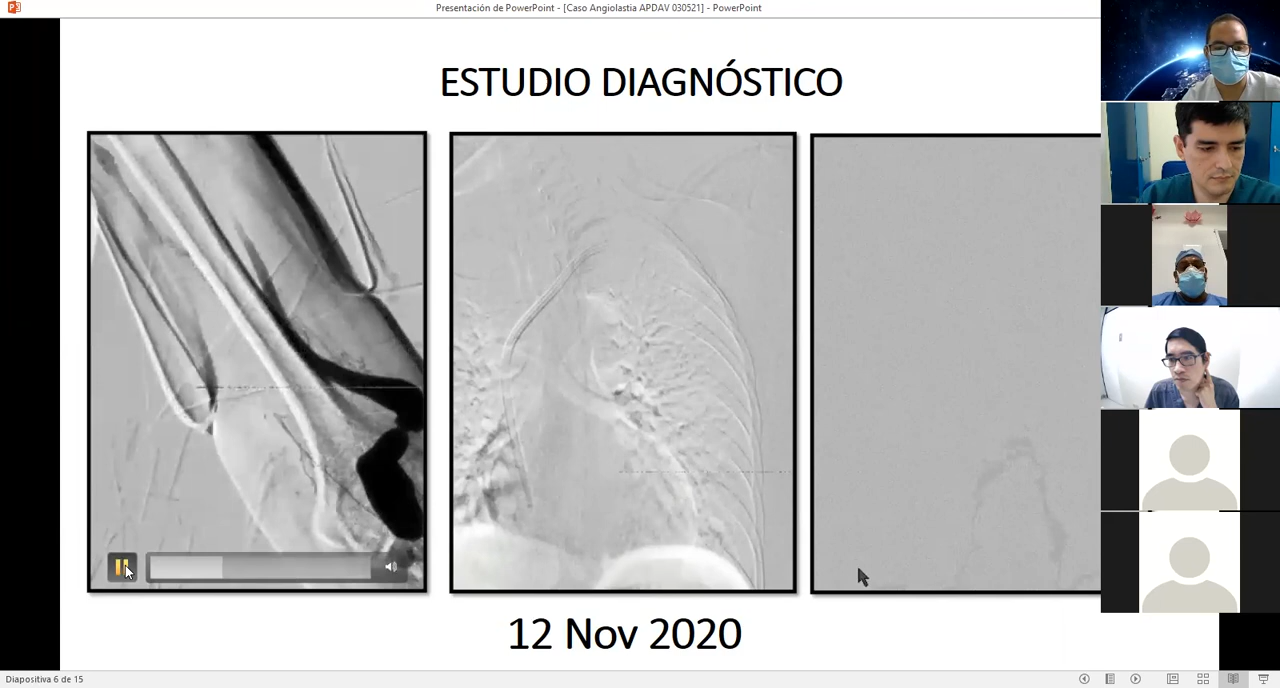 Presentación de PowerPoint - [Caso Angiolastia APDAV 030521] - PowerPoint
ESTUDIO DIAGNÓSTICO
12 Nov 2020
Diapositiva 6 de 15